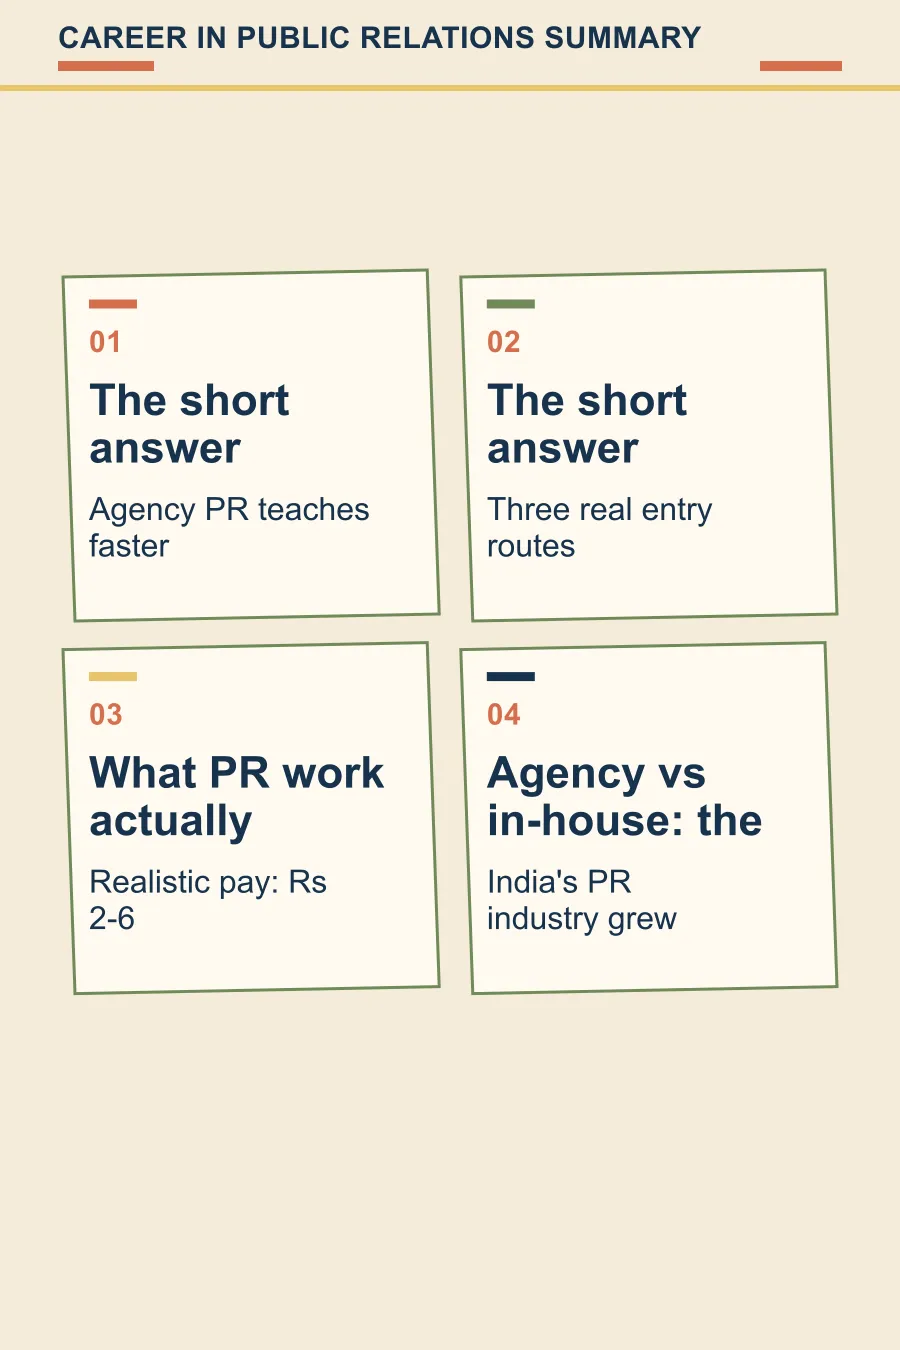 CAREER IN PUBLIC RELATIONS SUMMARY
01
The short
answer
Agency PR teaches
faster
02
The short
answer
Three real entry
routes
03
What PR work
actually
Realistic pay: Rs
2-6
04
Agency vs
in-house: the
India's PR
industry grew